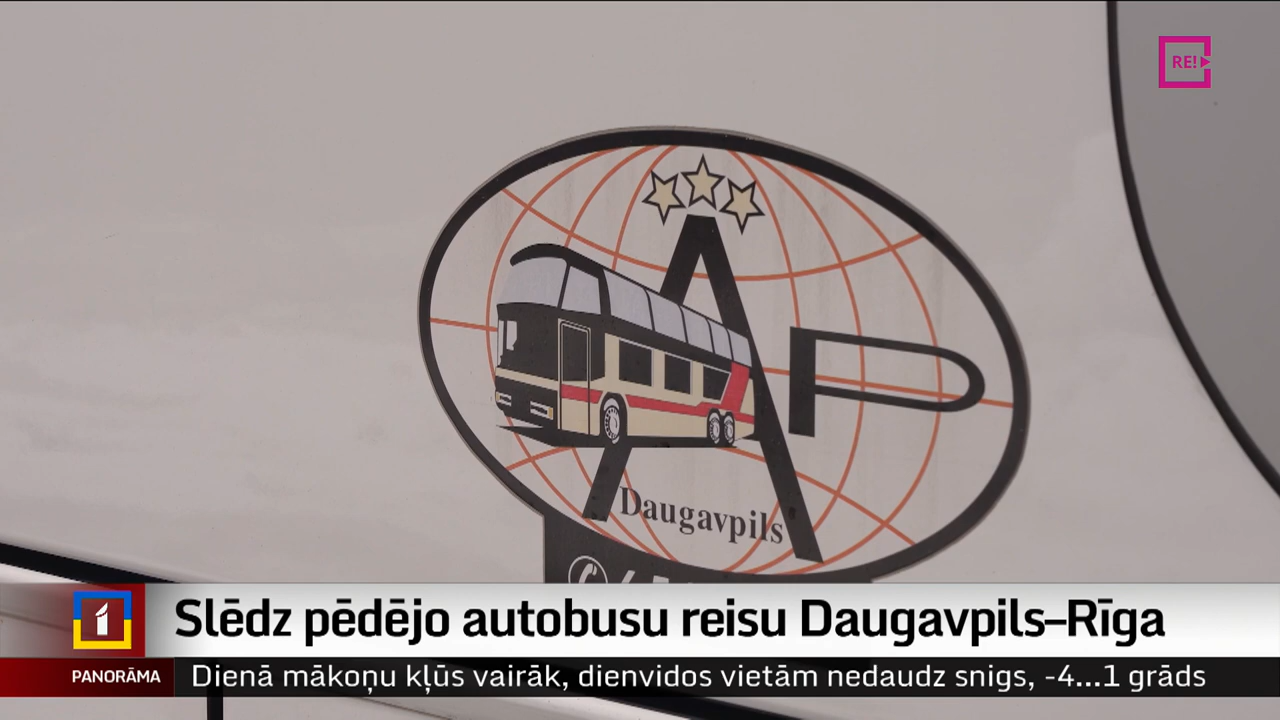 RE!
AP
Daugavpils
1
Slēdz pēdējo autobusu reisu Daugavpils–Rīga
PANORĀMA
Dienā mākoņu kļūs vairāk, dienvidos vietām nedaudz snigs, -4...1 grāds